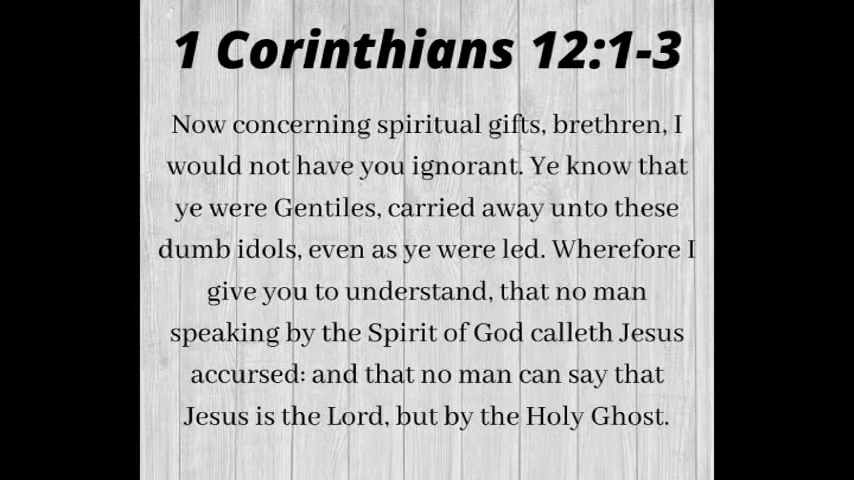 1 Corinthians 12:1-3
Now concerning spiritual gifts, brethren, I
would not have you ignorant. Ye know that
ye were Gentiles, carried away unto these
dumb idols, even as ye were led. Wherefore I
give you to understand, that no man
speaking by the Spirit of God calleth Jesus
accursed: and that no man can say that
Jesus is the Lord, but by the Holy Ghost.